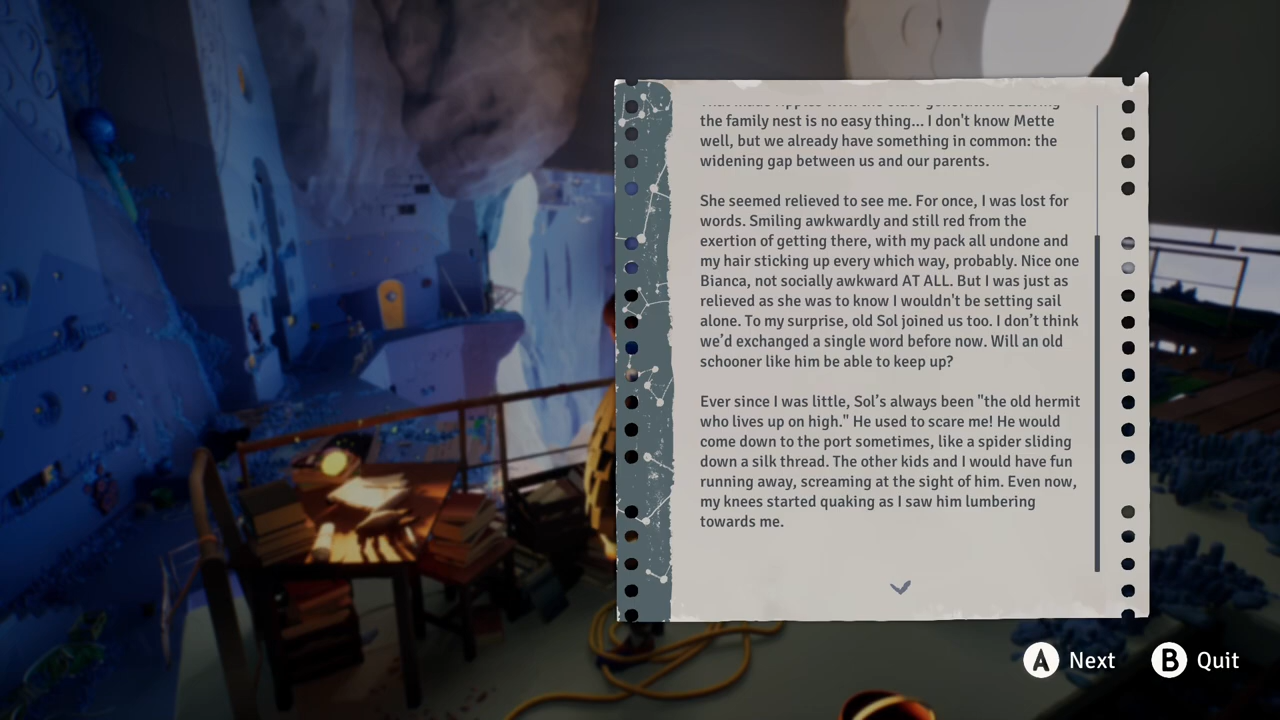 That made ripples with the older generation. Leaving
the family nest is no easy thing... I don't know Mette
well, but we already have something in common: the
widening gap between us and our parents.
She seemed relieved to see me. For once, I was lost for
words. Smiling awkwardly and still red from the
exertion of getting there, with my pack all undone and
my hair sticking up every which way, probably. Nice one
Bianca, not socially awkward AT ALL. But I was just as
relieved as she was to know I wouldn't be setting sail
alone. To my surprise, old Sol joined us too. I don’t think
we’d exchanged a single word before now. Will an old
schooner like him be able to keep up?
Ever since I was little, Sol’s always been "the old hermit
who lives up on high." He used to scare me! He would
come down to the port sometimes, like a spider sliding
down a silk thread. The other kids and I would have fun
running away, screaming at the sight of him. Even now,
my knees started quaking as I saw him lumbering
towards me.
A Next
B Quit